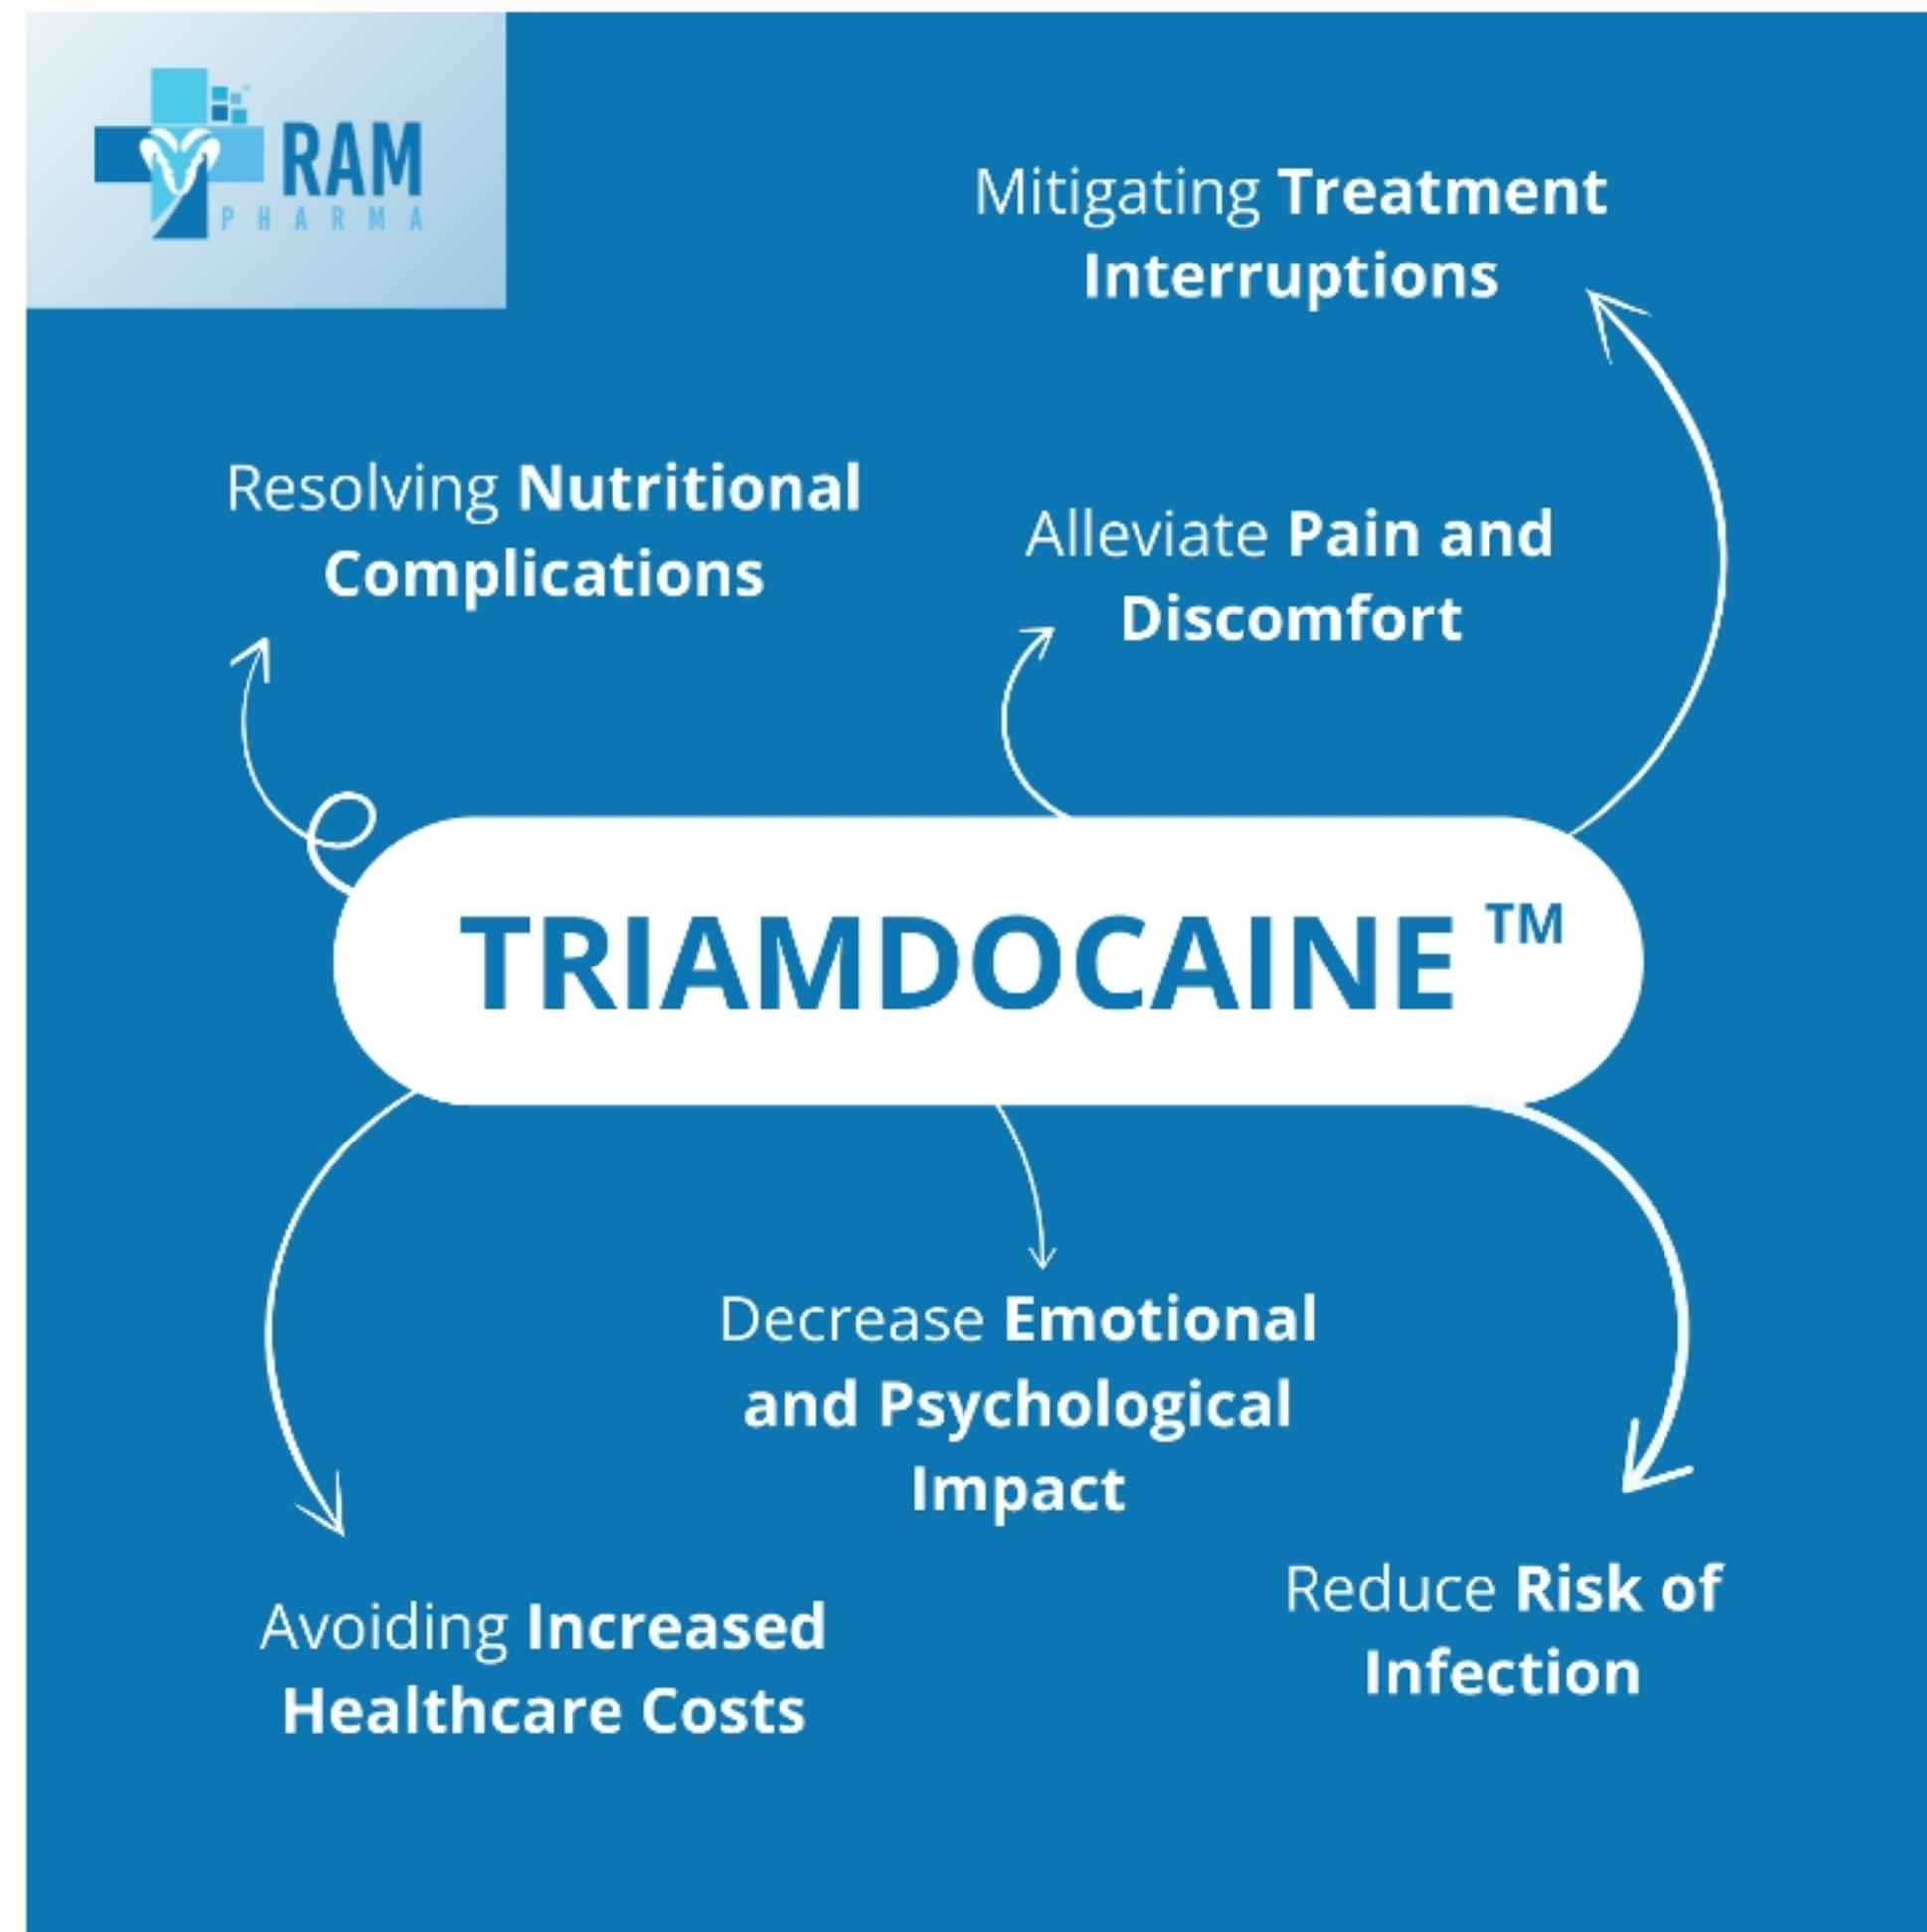 RAM
PHARMA
Mitigating Treatment
Interruptions
Resolving Nutritional
Complications
Alleviate Pain and
Discomfort
TRIAMDOCAINE ™
Decrease Emotional
and Psychological
Impact
Avoiding Increased
Healthcare Costs
Reduce Risk of
Infection